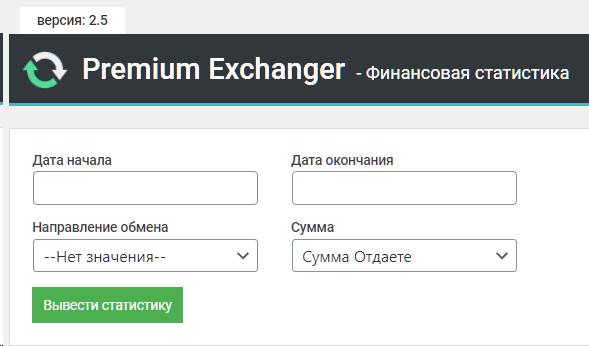 версия: 2.5
Premium Exchanger - Финансовая статистика
Дата начала Дата окончания
Направление обмена Сумма
--Нет значения-- Сумма Отдаете
Вывести статистику